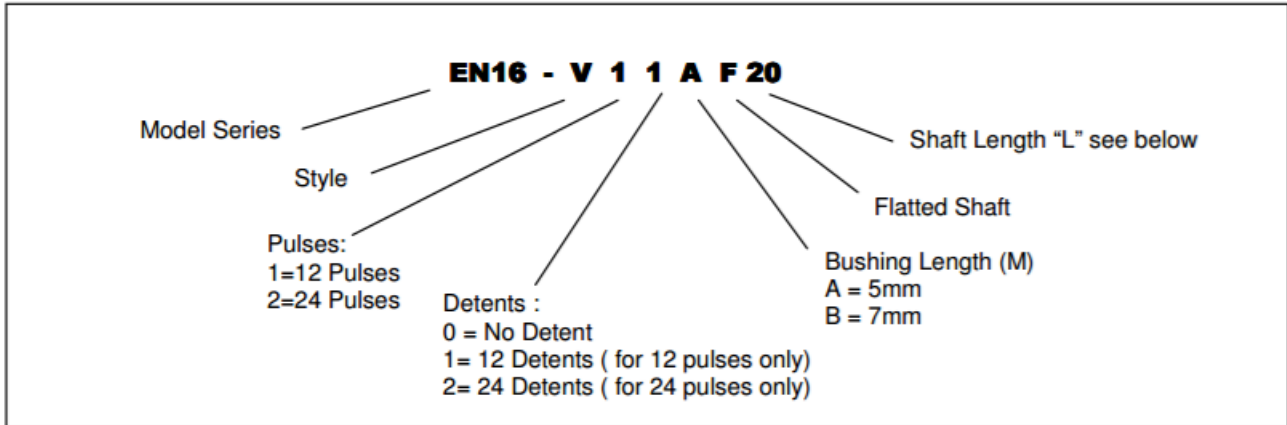 EN16 - V 1 1 A F 20
Model Series
Shaft Length “L” see below
Style
Flatted Shaft
Pulses:
1=12 Pulses
2=24 Pulses
Bushing Length (M)
A = 5mm
B = 7mm
Detents :
0 = No Detent
1= 12 Detents ( for 12 pulses only)
2= 24 Detents ( for 24 pulses only)